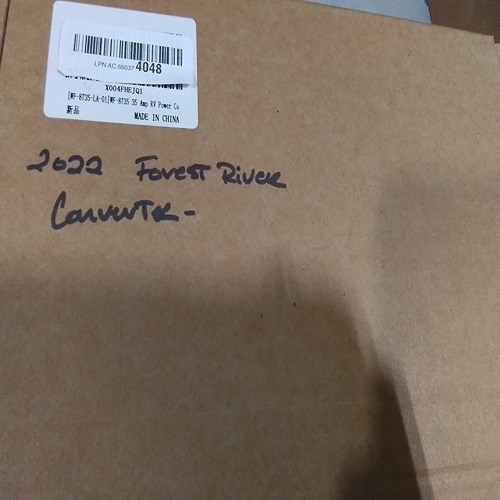 LPN AC 66037 4048
X004FHEJQ1
[WF-8735-LA-01]WF-8735 35 Amp RV Power Co
新品 MADE IN CHINA
2022 Forest River
Converter -